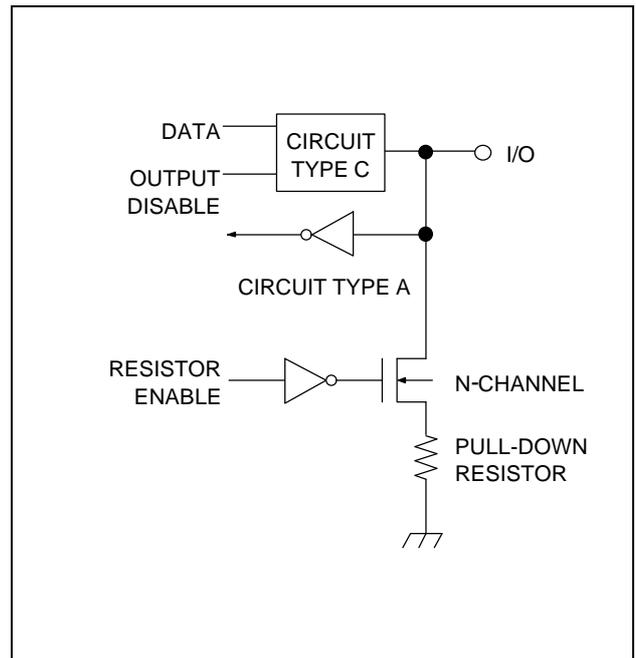 DATA
CIRCUIT
TYPE C
I/O
OUTPUT
DISABLE
CIRCUIT TYPE A
RESISTOR
ENABLE
N-CHANNEL
PULL-DOWN
RESISTOR